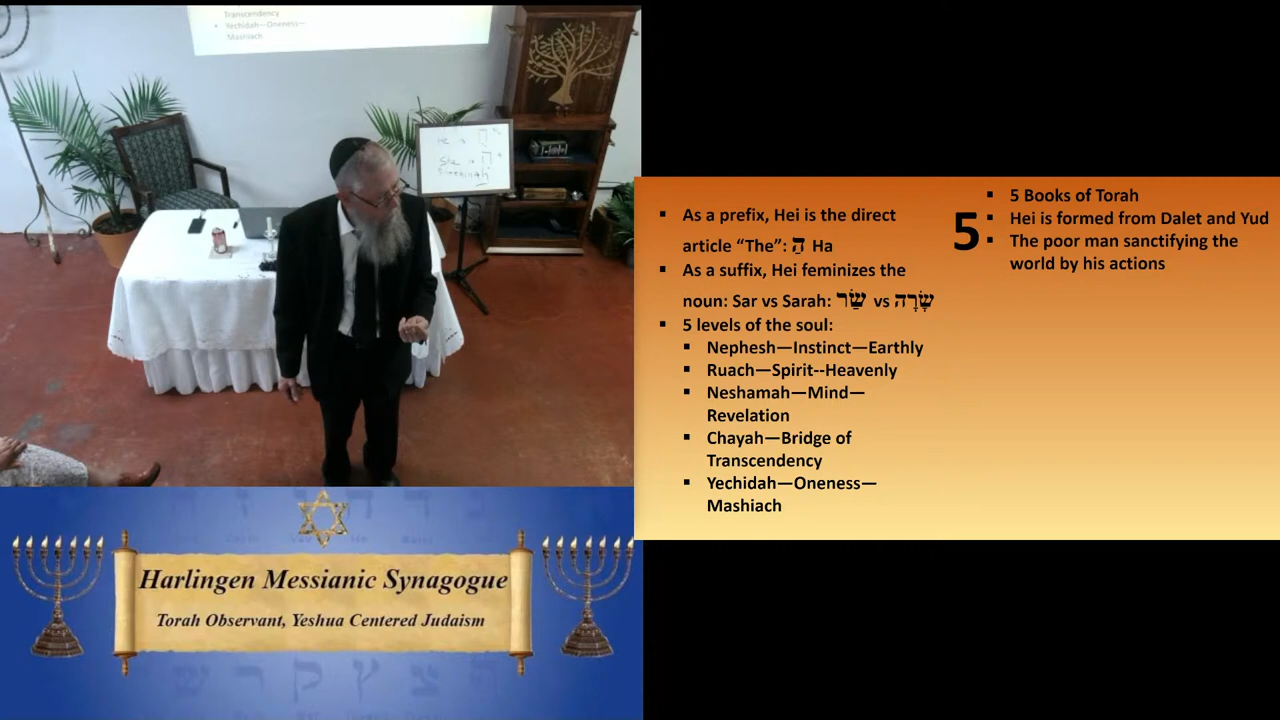 Transcendency
• Yechidah—Oneness—
Mashiach
He
She
▪ As a prefix, Hei is the direct
article “The”: הַ Ha
▪ As a suffix, Hei feminizes the
noun: Sar vs Sarah: שַׂר vs שָׂרָה
▪ 5 levels of the soul:
▪ Nephesh—Instinct—Earthly
▪ Ruach—Spirit--Heavenly
▪ Neshamah—Mind—
Revelation
▪ Chayah—Bridge of
Transcendency
▪ Yechidah—Oneness—
Mashiach
5
▪ 5 Books of Torah
▪ Hei is formed from Dalet and Yud
▪ The poor man sanctifying the
world by his actions
Harlingen Messianic Synagogue
Torah Observant, Yeshua Centered Judaism
ש ר ק צ